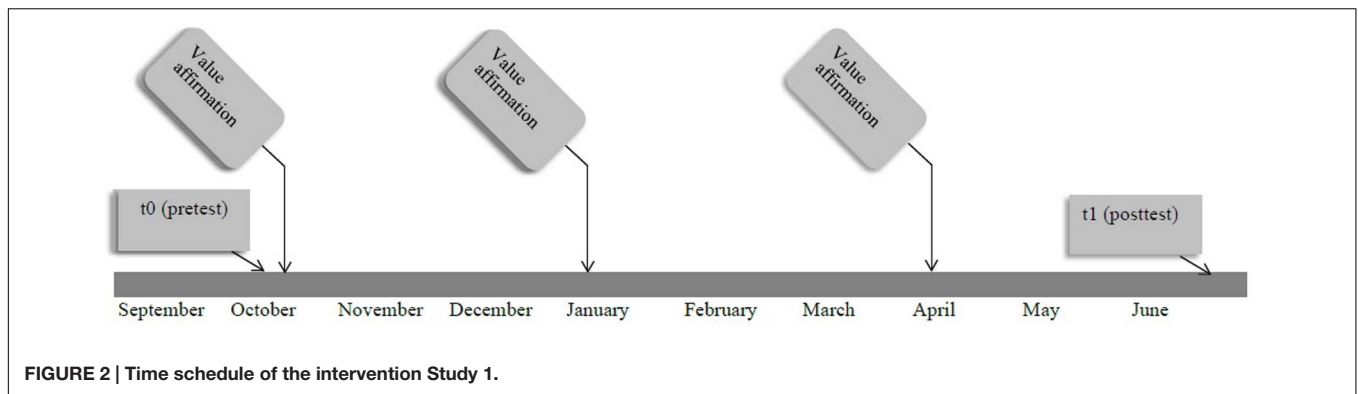 Value
affirmation
Value
affirmation
Value
affirmation
t0 (pretest)
t1 (posttest)
September October November December January February March April May June
FIGURE 2 | Time schedule of the intervention Study 1.